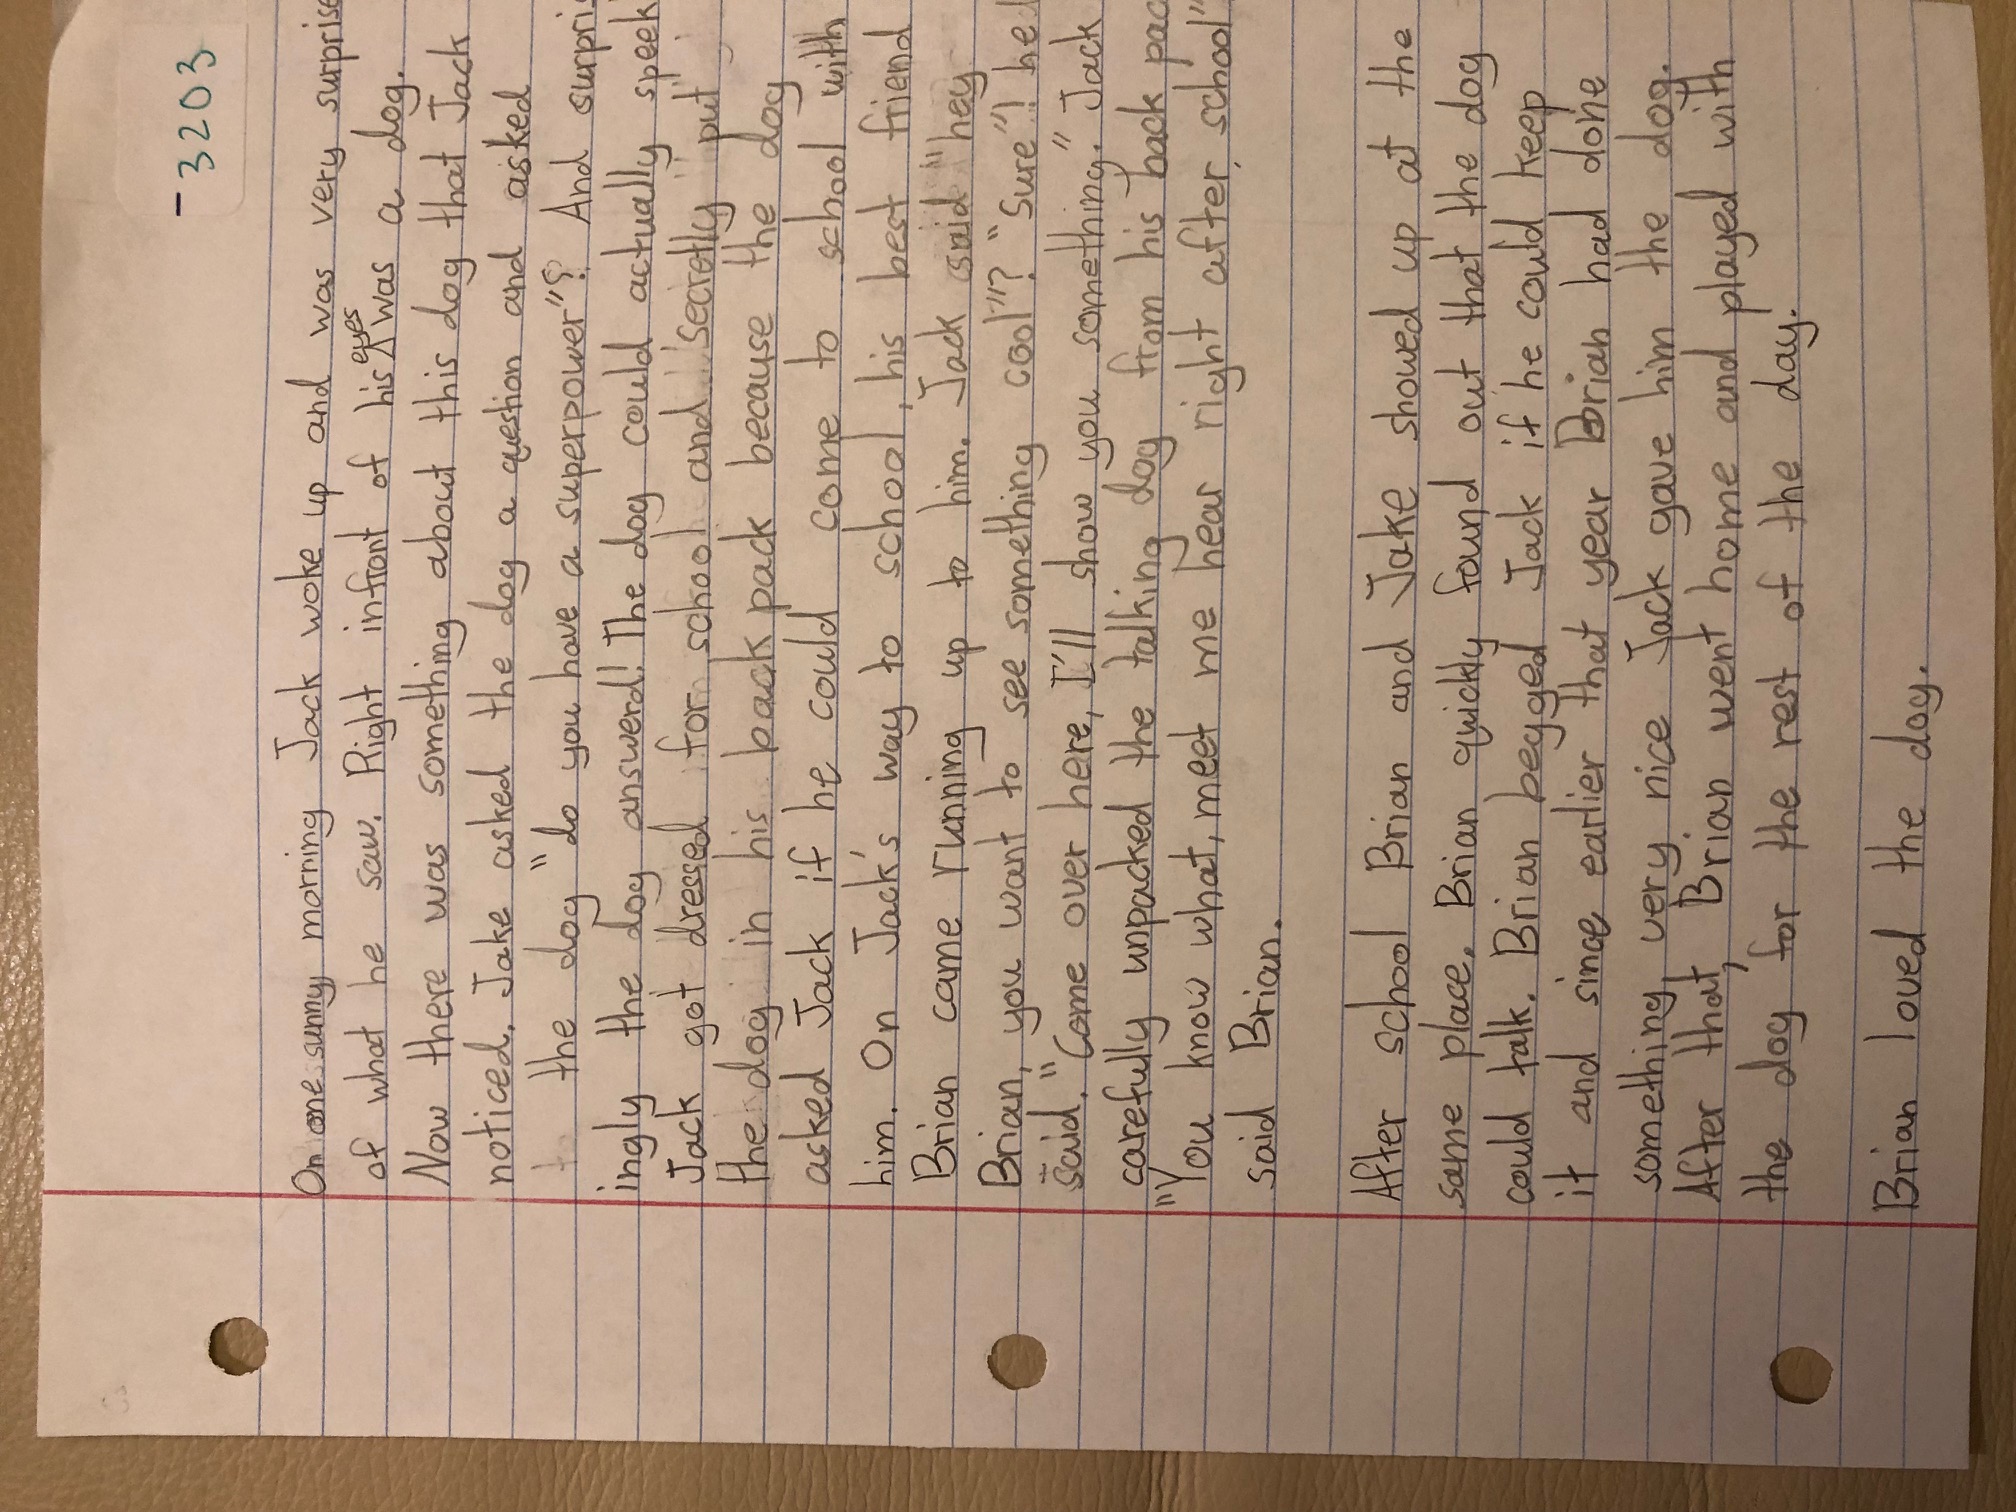 -3203
On one sunny, morning Jack woke up and was very surprise
of what he saw. Right infront of his eyes was a dog.
Now there was something about this dog that Jack
noticed. Jake asked the dog a question and asked
to the dog "do you have a superpower"? And surpris
ingly the dog answerd! The dog could actually speek
Jack got dressed for school and secretly put
the dog in his back pack because the dog
asked Jack if he could come to school with
him. On Jack's way to school, his best friend
Brian came running up to him. Jack said "hey
Brian, you want to see something cool"? "Sure"! he
said. "Come over here, I'll show you something." Jack
carefully unpacked the talking dog from his back pac
"You know what, meet me hear right after school"
said Brian.
After school Brian and Jake showed up at the
same place. Brian quickly found out that the dog
could talk. Brian begged Jack if he could keep
it and since earlier that year Brian had done
something, very nice Jack gave him the dog.
After that, Brian went home and played with
the dog for the rest of the day.
Brian loved the dog.